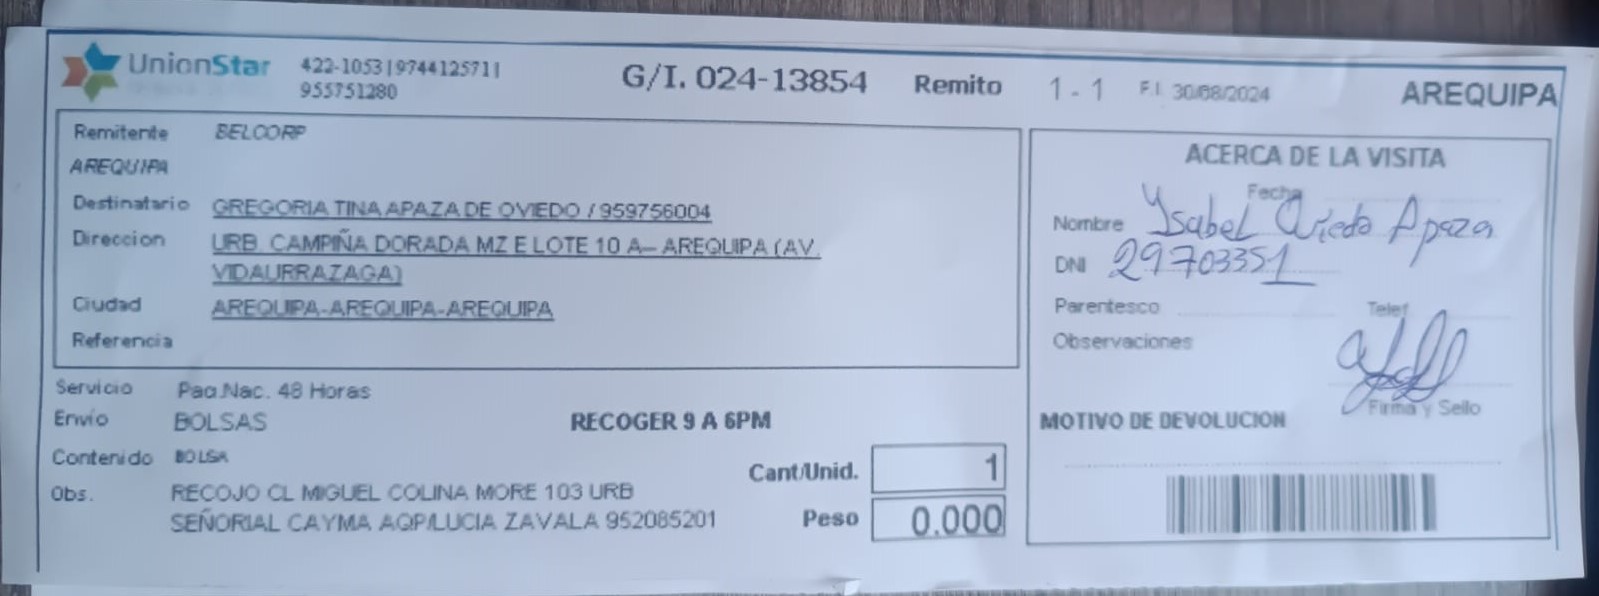 UnionStar 422-1053|974412571| G/I. 024-13854 Remito 1 - 1 F.I. 30/08/2024 AREQUIPA
955751280
Remitente BELCORP
AREQUIPA
Destinatario GREGORIA TINA APAZA DE OVIEDO / 959756004
Direccion URB. CAMPIÑA DORADA MZ E LOTE 10 A- AREQUIPA (AV.
VIDAURRAZAGA)
Ciudad AREQUIPA-AREQUIPA-AREQUIPA
Referencia
Servicio Paq.Nac. 48 Horas
Envio BOLSAS RECOGER 9 A 6PM
Contenido BOLSA
Cant/Unid. 1
Obs. RECOJO CL MIGUEL COLINA MORE 103 URB
SEÑORIAL CAYMA AQP/LUCIA ZAVALA 952085201
Peso 0.000
ACERCA DE LA VISITA
Fecha
Nombre Ysabel Oviedo Apaza
DNI 29703351
Parentesco Telef
Observaciones
Firma y Sello
MOTIVO DE DEVOLUCION